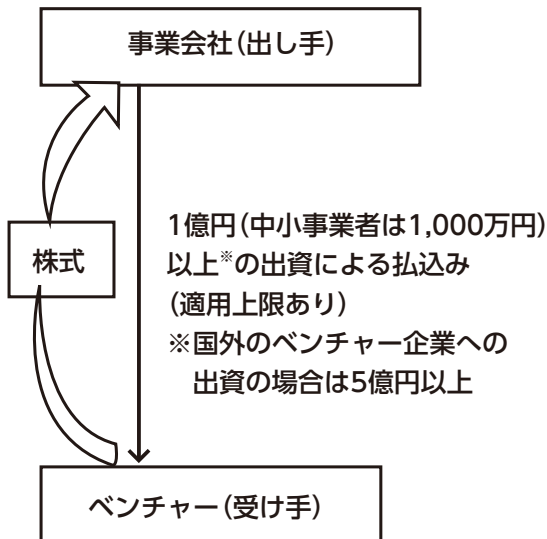 事業会社(出し手)
株式
1億円(中小事業者は1,000万円)
以上※の出資による払込み
(適用上限あり)
※国外のベンチャー企業への
出資の場合は5億円以上
ベンチャー(受け手)